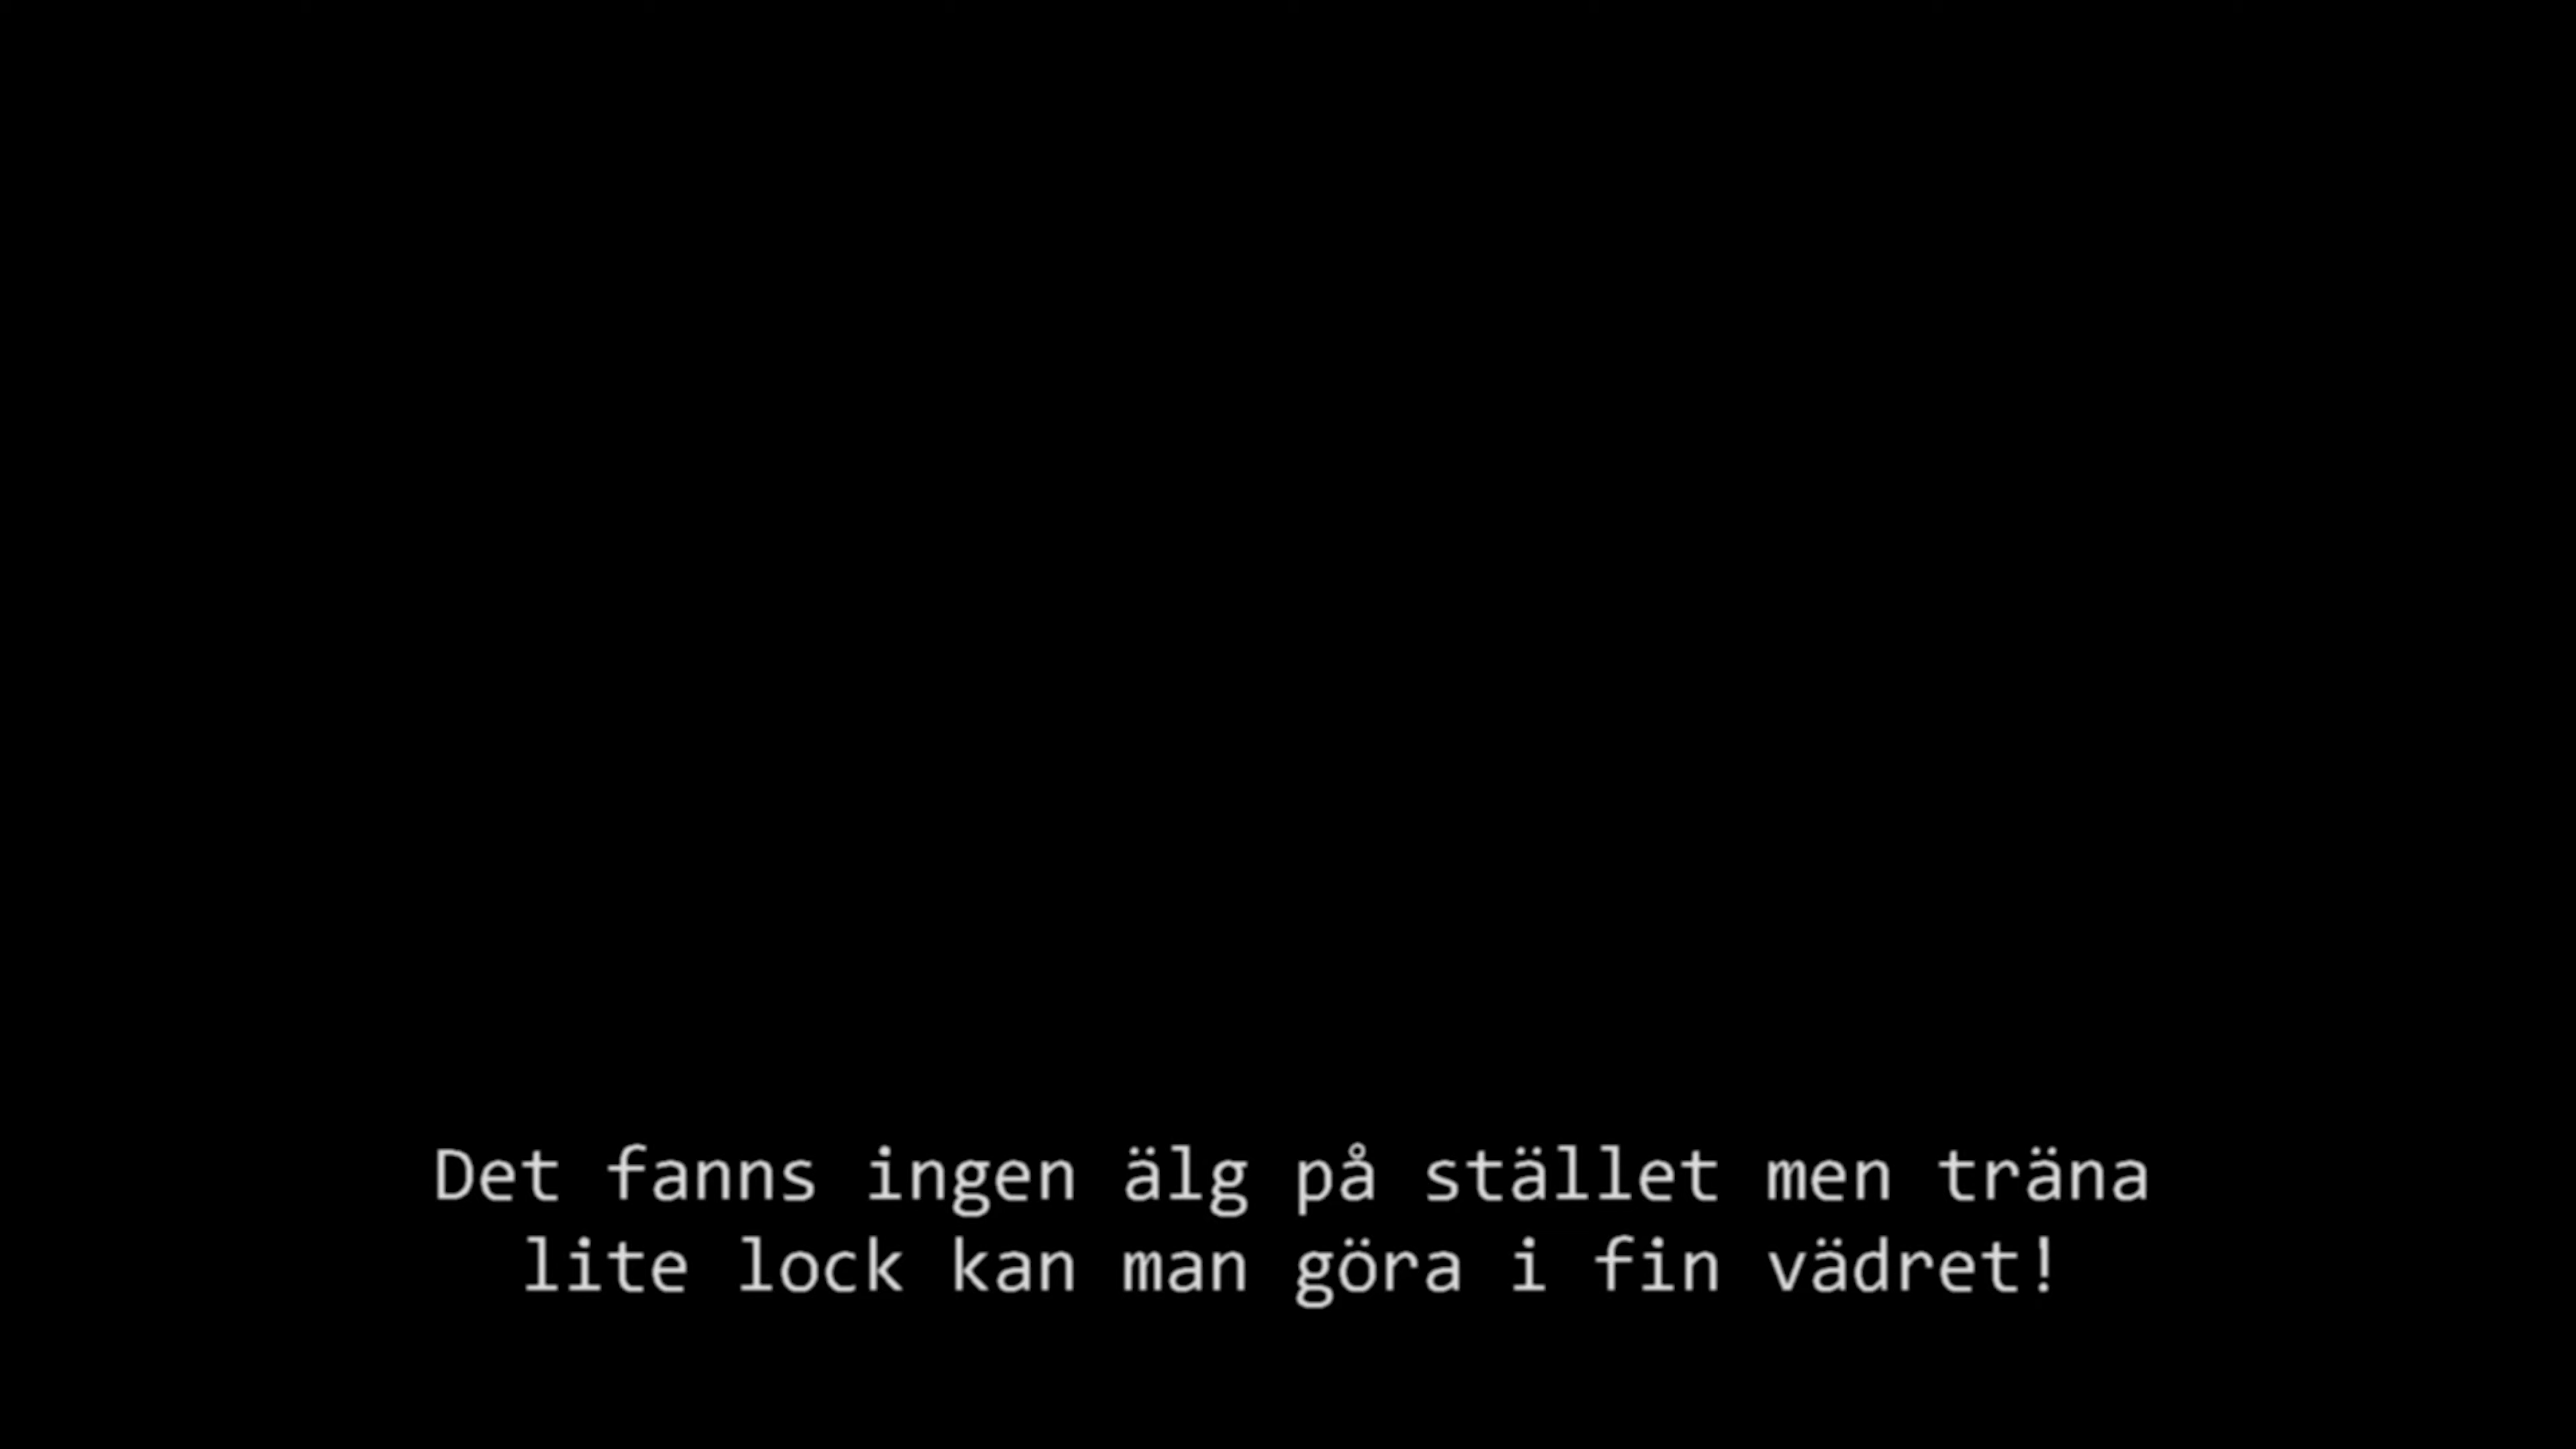 Det fanns ingen älg på stället men träna
lite lock kan man göra i fin vädret!